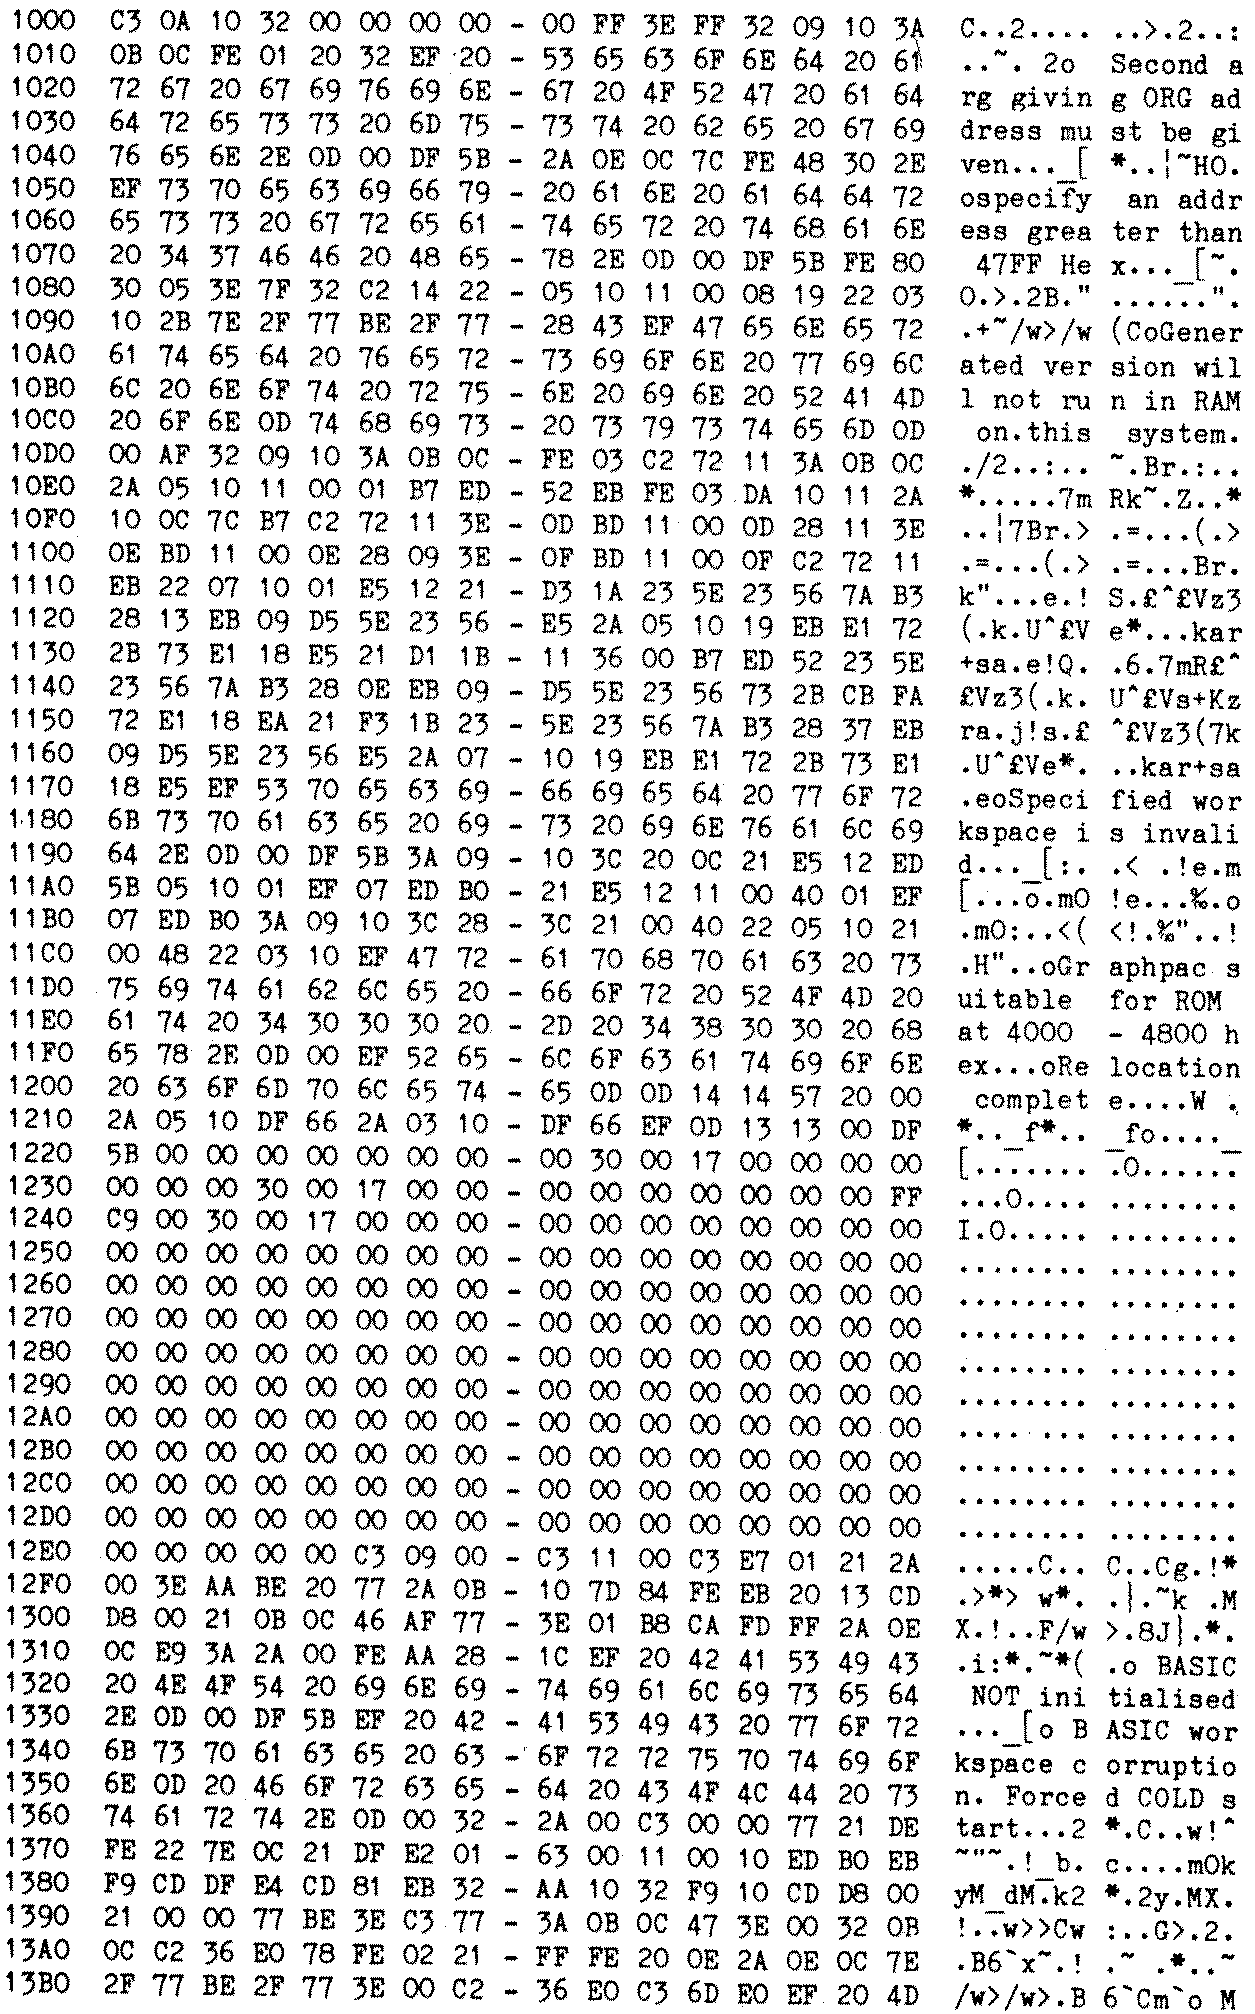 1000 C3 0A 10 32 00 00 00 00 - 00 FF 3E FF 32 09 10 3A C..2.... ..>.2..:
1010 0B 0C FE 01 20 32 EF 20 - 53 65 63 6F 6E 64 20 61 ..~. 2o Second a
1020 72 67 20 67 69 76 69 6E - 67 20 4F 52 47 20 61 64 rg givin g ORG ad
1030 64 72 65 73 73 20 6D 75 - 73 74 20 62 65 20 67 69 dress mu st be gi
1040 76 65 6E 2E 0D 00 DF 5B - 2A 0E 0C 7C FE 48 30 2E ven..._[ *..|~H0.
1050 EF 73 70 65 63 69 66 79 - 20 61 6E 20 61 64 64 72 ospecify an addr
1060 65 73 73 20 67 72 65 61 - 74 65 72 20 74 68 61 6E ess grea ter than
1070 20 34 37 46 46 20 48 65 - 78 2E 0D 00 DF 5B FE 80 47FF He x..._[~.
1080 30 05 3E 7F 32 C2 14 22 - 05 10 11 00 08 19 22 03 0.>.2B." ......".
1090 10 2B 7E 2F 77 BE 2F 77 - 28 43 EF 47 65 6E 65 72 .+~/w>/w (CoGener
10A0 61 74 65 64 20 76 65 72 - 73 69 6F 6E 20 77 69 6C ated ver sion wil
10B0 6C 20 6E 6F 74 20 72 75 - 6E 20 69 6E 20 52 41 4D l not ru n in RAM
10C0 20 6F 6E 0D 74 68 69 73 - 20 73 79 73 74 65 6D 0D on.this system.
10D0 00 AF 32 09 10 3A 0B 0C - FE 03 C2 72 11 3A 0B 0C ./2..:.. ~.Br.:..
10E0 2A 05 10 11 00 01 B7 ED - 52 EB FE 03 DA 10 11 2A *.....7m Rk~.Z..*
10F0 10 0C 7C B7 C2 72 11 3E - 0D BD 11 00 0D 28 11 3E ..|7Br.> .=...(.>
1100 0E BD 11 00 0E 28 09 3E - 0F BD 11 00 0F C2 72 11 .=...(.> .=...Br.
1110 EB 22 07 10 01 E5 12 21 - D3 1A 23 5E 23 56 7A B3 k"...e.! S.£^£Vz3
1120 28 13 EB 09 D5 5E 23 56 - E5 2A 05 10 19 EB E1 72 (.k.U^£V e*...kar
1130 2B 73 E1 18 E5 21 D1 1B - 11 36 00 B7 ED 52 23 5E +sa.e!Q. .6.7mR£^
1140 23 56 7A B3 28 0E EB 09 - D5 5E 23 56 73 2B CB FA £Vz3(.k. U^£Vs+Kz
1150 72 E1 18 EA 21 F3 1B 23 - 5E 23 56 7A B3 28 37 EB ra.j!s.£ ^£Vz3(7k
1160 09 D5 5E 23 56 E5 2A 07 - 10 19 EB E1 72 2B 73 E1 .U^£Ve*. ..kar+sa
1170 18 E5 EF 53 70 65 63 69 - 66 69 65 64 20 77 6F 72 .eoSpeci fied wor
1180 6B 73 70 61 63 65 20 69 - 73 20 69 6E 76 61 6C 69 kspace i s invali
1190 64 2E 0D 00 DF 5B 3A 09 - 10 3C 20 0C 21 E5 12 ED d..._[:. .< .!e.m
11A0 5B 05 10 01 EF 07 ED B0 - 21 E5 12 11 00 40 01 EF [...o.m0 !e...%.o
11B0 07 ED B0 3A 09 10 3C 28 - 3C 21 00 40 22 05 10 21 .m0:..<( <!.%"..!
11C0 00 48 22 03 10 EF 47 72 - 61 70 68 70 61 63 20 73 .H"..oGr aphpac s
11D0 75 69 74 61 62 6C 65 20 - 66 6F 72 20 52 4F 4D 20 uitable for ROM
11E0 61 74 20 34 30 30 30 20 - 2D 20 34 38 30 30 20 68 at 4000 - 4800 h
11F0 65 78 2E 0D 00 EF 52 65 - 6C 6F 63 61 74 69 6F 6E ex...oRe location
1200 20 63 6F 6D 70 6C 65 74 - 65 0D 0D 14 14 57 20 00 complet e....W .
1210 2A 05 10 DF 66 2A 03 10 - DF 66 EF 0D 13 13 00 DF *.._f*.. _fo...._
1220 5B 00 00 00 00 00 00 00 - 00 30 00 17 00 00 00 00 [....... .0......
1230 00 00 00 30 00 17 00 00 - 00 00 00 00 00 00 00 FF ...0.... ........
1240 C9 00 30 00 17 00 00 00 - 00 00 00 00 00 00 00 00 I.0..... ........
1250 00 00 00 00 00 00 00 00 - 00 00 00 00 00 00 00 00 ........ ........
1260 00 00 00 00 00 00 00 00 - 00 00 00 00 00 00 00 00 ........ ........
1270 00 00 00 00 00 00 00 00 - 00 00 00 00 00 00 00 00 ........ ........
1280 00 00 00 00 00 00 00 00 - 00 00 00 00 00 00 00 00 ........ ........
1290 00 00 00 00 00 00 00 00 - 00 00 00 00 00 00 00 00 ........ ........
12A0 00 00 00 00 00 00 00 00 - 00 00 00 00 00 00 00 00 ........ ........
12B0 00 00 00 00 00 00 00 00 - 00 00 00 00 00 00 00 00 ........ ........
12C0 00 00 00 00 00 00 00 00 - 00 00 00 00 00 00 00 00 ........ ........
12D0 00 00 00 00 00 00 00 00 - 00 00 00 00 00 00 00 00 ........ ........
12E0 00 00 00 00 00 C3 09 00 - C3 11 00 C3 E7 01 21 2A .....C.. C..Cg.!*
12F0 00 3E AA BE 20 77 2A 0B - 10 7D 84 FE EB 20 13 CD .>*> w*. .}.~k .M
1300 D8 00 21 0B 0C 46 AF 77 - 3E 01 B8 CA FD FF 2A 0E X.!..F/w >.8J}.*.
1310 0C E9 3A 2A 00 FE AA 28 - 1C EF 20 42 41 53 49 43 .i:*.~*( .o BASIC
1320 20 4E 4F 54 20 69 6E 69 - 74 69 61 6C 69 73 65 64 NOT ini tialised
1330 2E 0D 00 DF 5B EF 20 42 - 41 53 49 43 20 77 6F 72 ..._[o B ASIC wor
1340 6B 73 70 61 63 65 20 63 - 6F 72 72 75 70 74 69 6F kspace c orruptio
1350 6E 0D 20 46 6F 72 63 65 - 64 20 43 4F 4C 44 20 73 n. Force d COLD s
1360 74 61 72 74 2E 0D 00 32 - 2A 00 C3 00 00 77 21 DE tart...2 *.C..w!^
1370 FE 22 7E 0C 21 DF E2 01 - 63 00 11 00 10 ED B0 EB ~"~.!_b. c....m0k
1380 F9 CD DF E4 CD 81 EB 32 - AA 10 32 F9 10 CD D8 00 yM_dM.k2 *.2y.MX.
1390 21 00 00 77 BE 3E C3 77 - 3A 0B 0C 47 3E 00 32 0B !..w>>Cw :..G>.2.
13A0 0C C2 36 E0 78 FE 02 21 - FF FE 20 0E 2A 0E 0C 7E .B6`x~.! .~ .*..~
13B0 2F 77 BE 2F 77 3E 00 C2 - 36 E0 C3 6D E0 EF 20 4D /w>/w>.B 6`Cm`o M